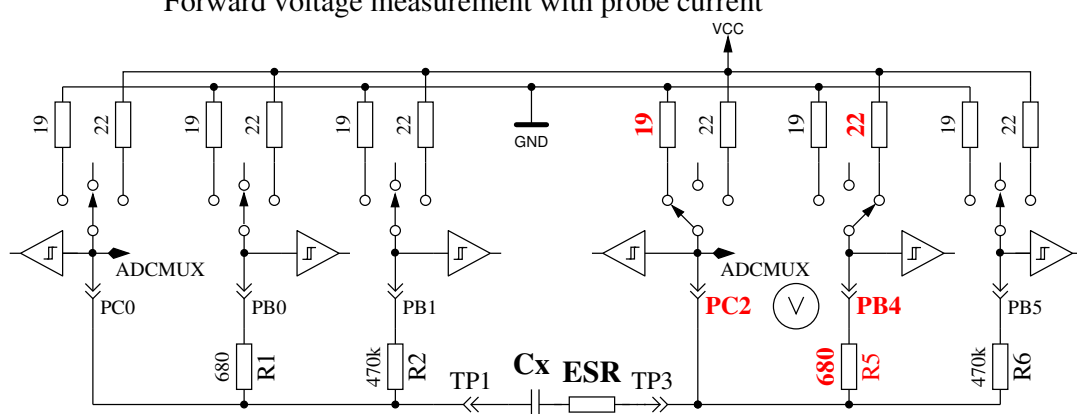 Forward voltage measurement with probe current
VCC
19 22 19 22 19 22 19 22 19 22 19 22
GND
ADCMUX ADCMUX
PC0 PB0 PB1 PC2 V PB4 PB5
680 R1 470k R2 680 R5 470k R6
TP1 Cx ESR TP3